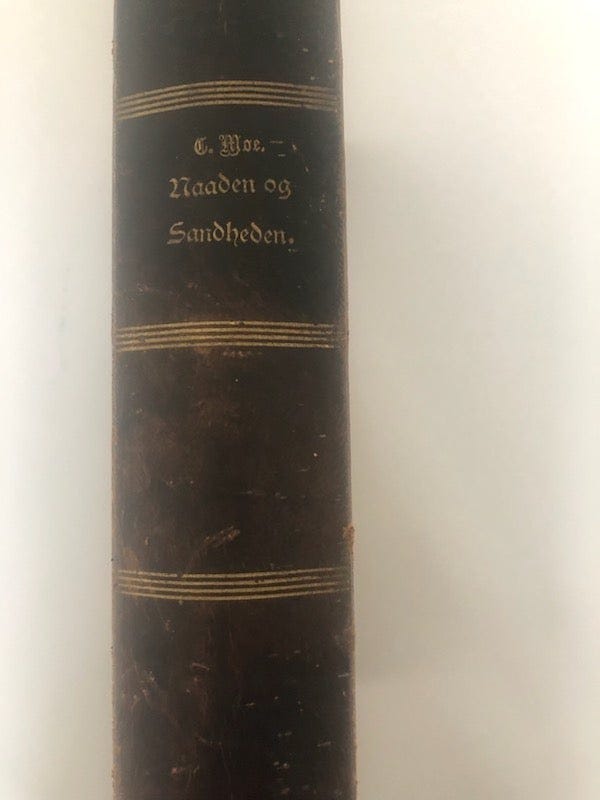 C. Moe.
Naaden og
Sandheden.